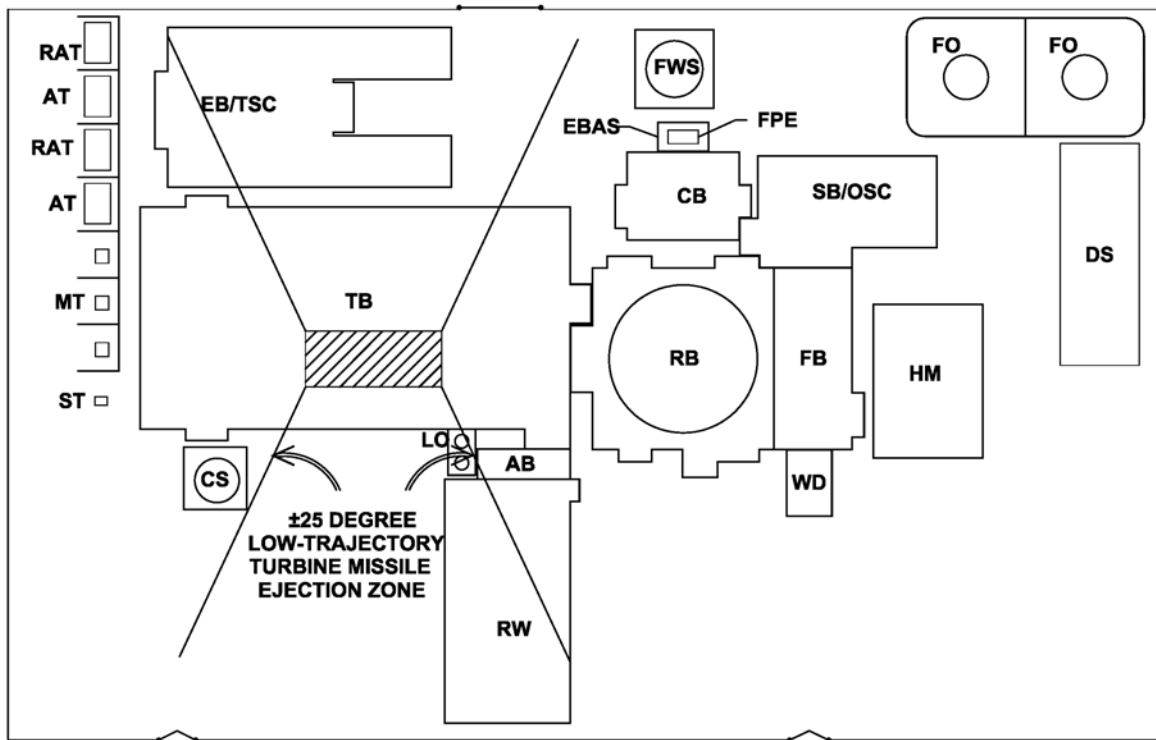 RAT
AT
RAT
AT
MT
ST
EB/TSC
FWS
FO
FO
EBAS
FPE
CB
SB/OSC
DS
TB
RB
FB
HM
LO
AB
WD
CS
±25 DEGREE
LOW-TRAJECTORY
TURBINE MISSILE
EJECTION ZONE
RW